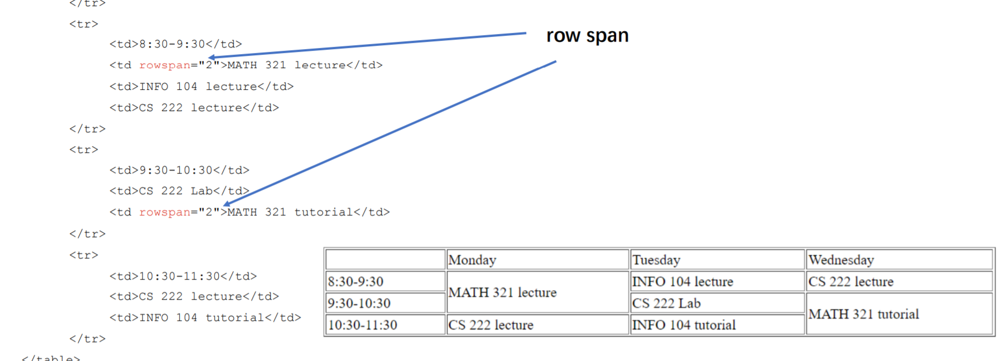 </tr>
<tr>
<td>8:30-9:30</td>
<td rowspan="2">MATH 321 lecture</td>
<td>INFO 104 lecture</td>
<td>CS 222 lecture</td>
</tr>
<tr>
<td>9:30-10:30</td>
<td>CS 222 Lab</td>
<td rowspan="2">MATH 321 tutorial</td>
</tr>
<tr>
<td>10:30-11:30</td>
<td>CS 222 lecture</td>
<td>INFO 104 tutorial</td>
</tr>
</table>
row span
Monday Tuesday Wednesday
8:30-9:30 MATH 321 lecture INFO 104 lecture CS 222 lecture
9:30-10:30 CS 222 Lab MATH 321 tutorial
10:30-11:30 CS 222 lecture INFO 104 tutorial